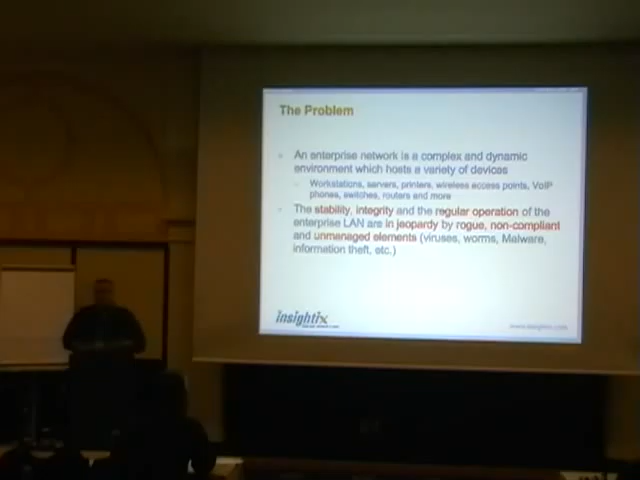 The Problem
An enterprise network is a complex and dynamic
environment which hosts a variety of devices
Workstations, servers, printers, wireless access points, VoIP
phones, switches, routers and more
The stability, integrity and the regular operation of the
enterprise LAN are in jeopardy by rogue, non-compliant
and unmanaged elements (viruses, worms, Malware,
information theft, etc.)
insightix
www.insightix.com